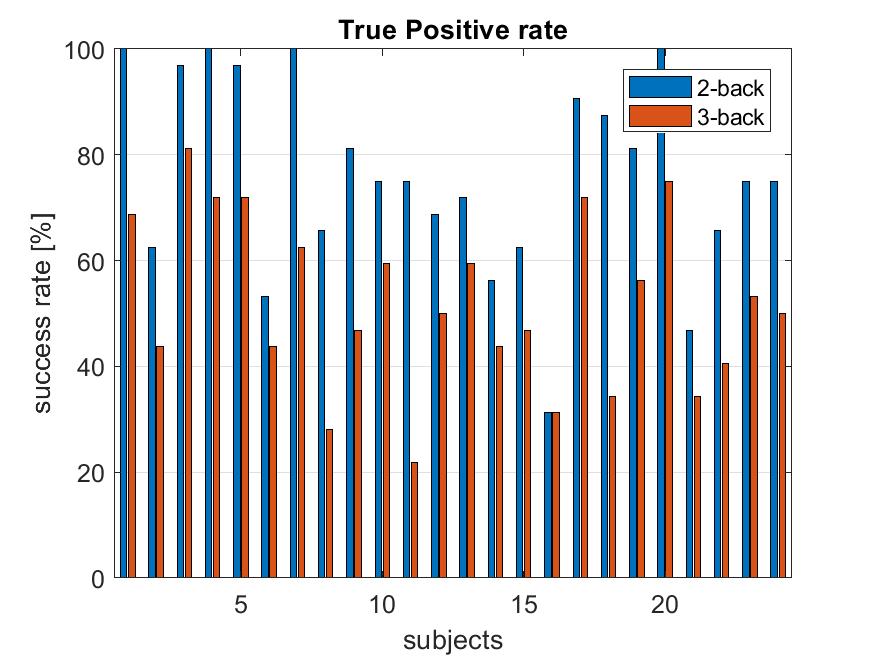 True Positive rate
100
80
60
40
20
0
success rate [%]
2-back
3-back
5 10 15 20
subjects